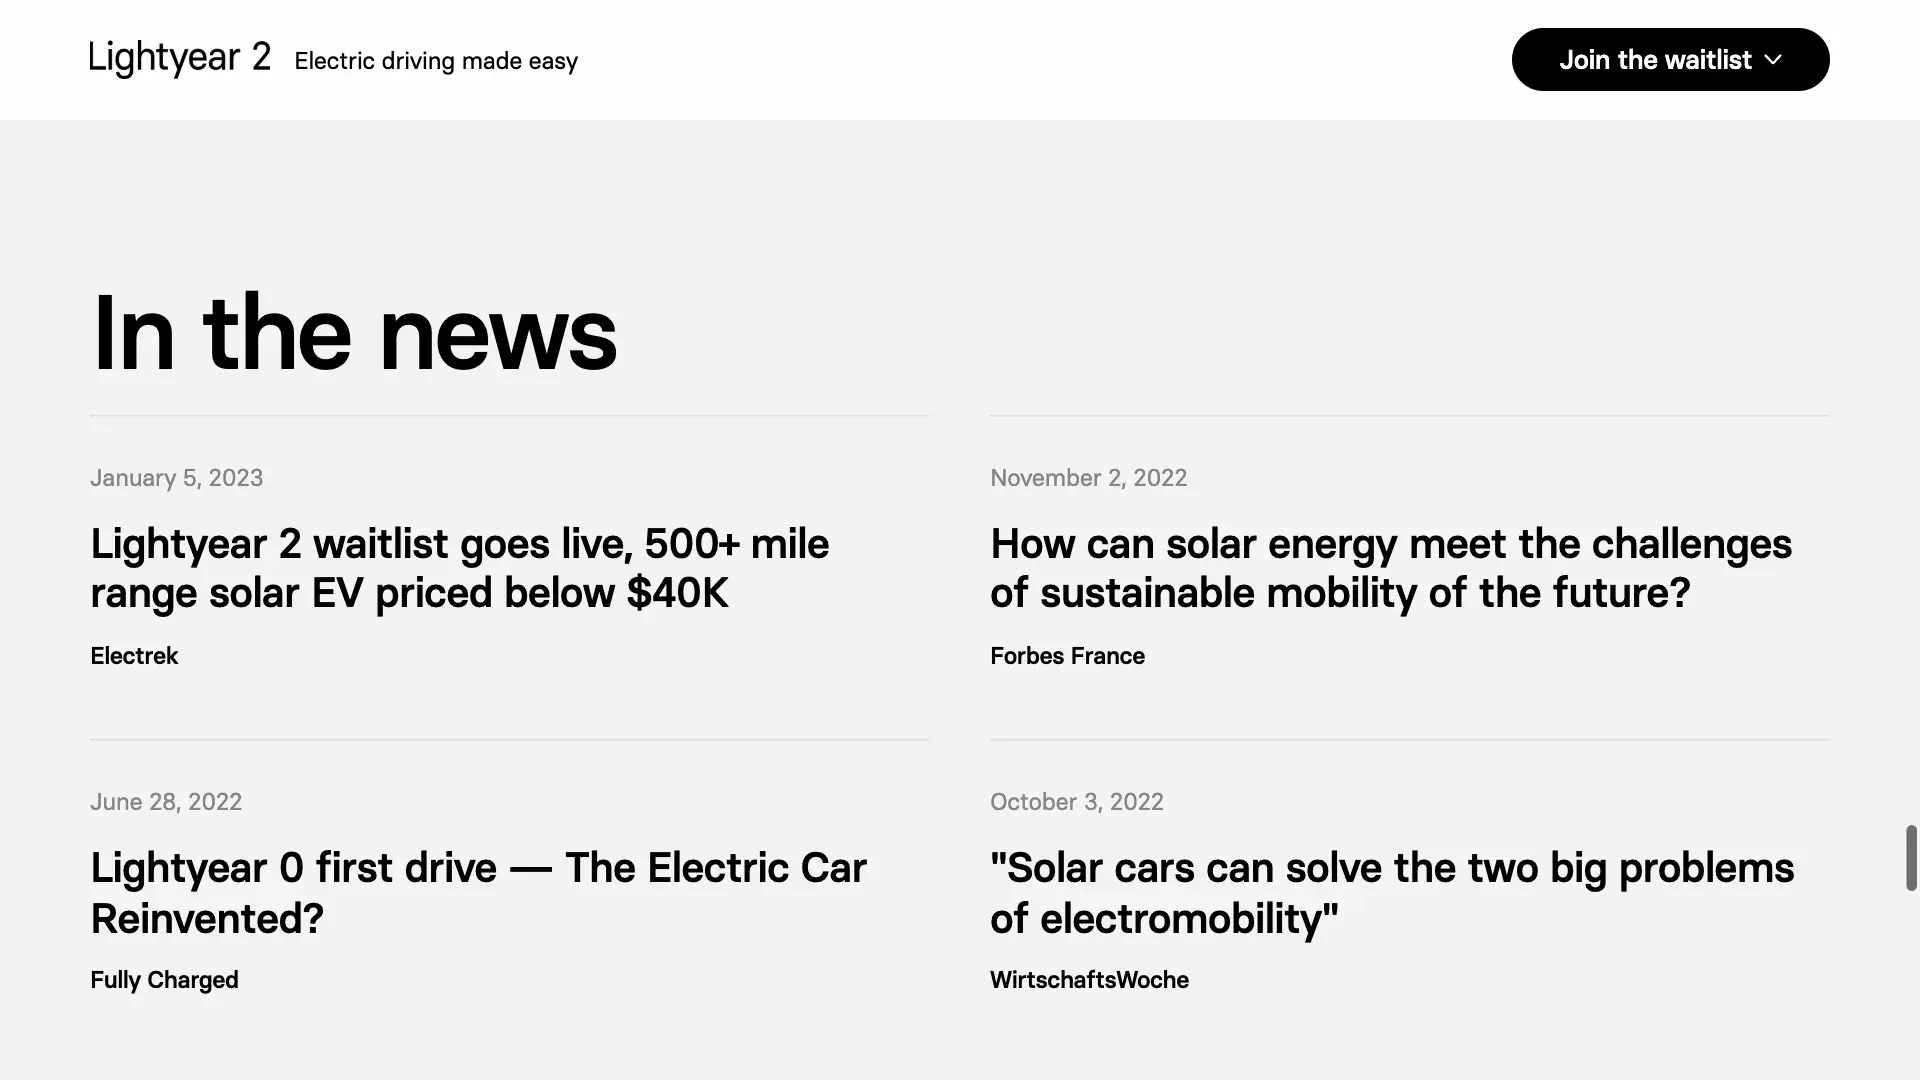 Lightyear 2 Electric driving made easy
Join the waitlist
In the news
January 5, 2023
Lightyear 2 waitlist goes live, 500+ mile
range solar EV priced below $40K
Electrek
November 2, 2022
How can solar energy meet the challenges
of sustainable mobility of the future?
Forbes France
June 28, 2022
Lightyear 0 first drive — The Electric Car
Reinvented?
Fully Charged
October 3, 2022
"Solar cars can solve the two big problems
of electromobility"
WirtschaftsWoche